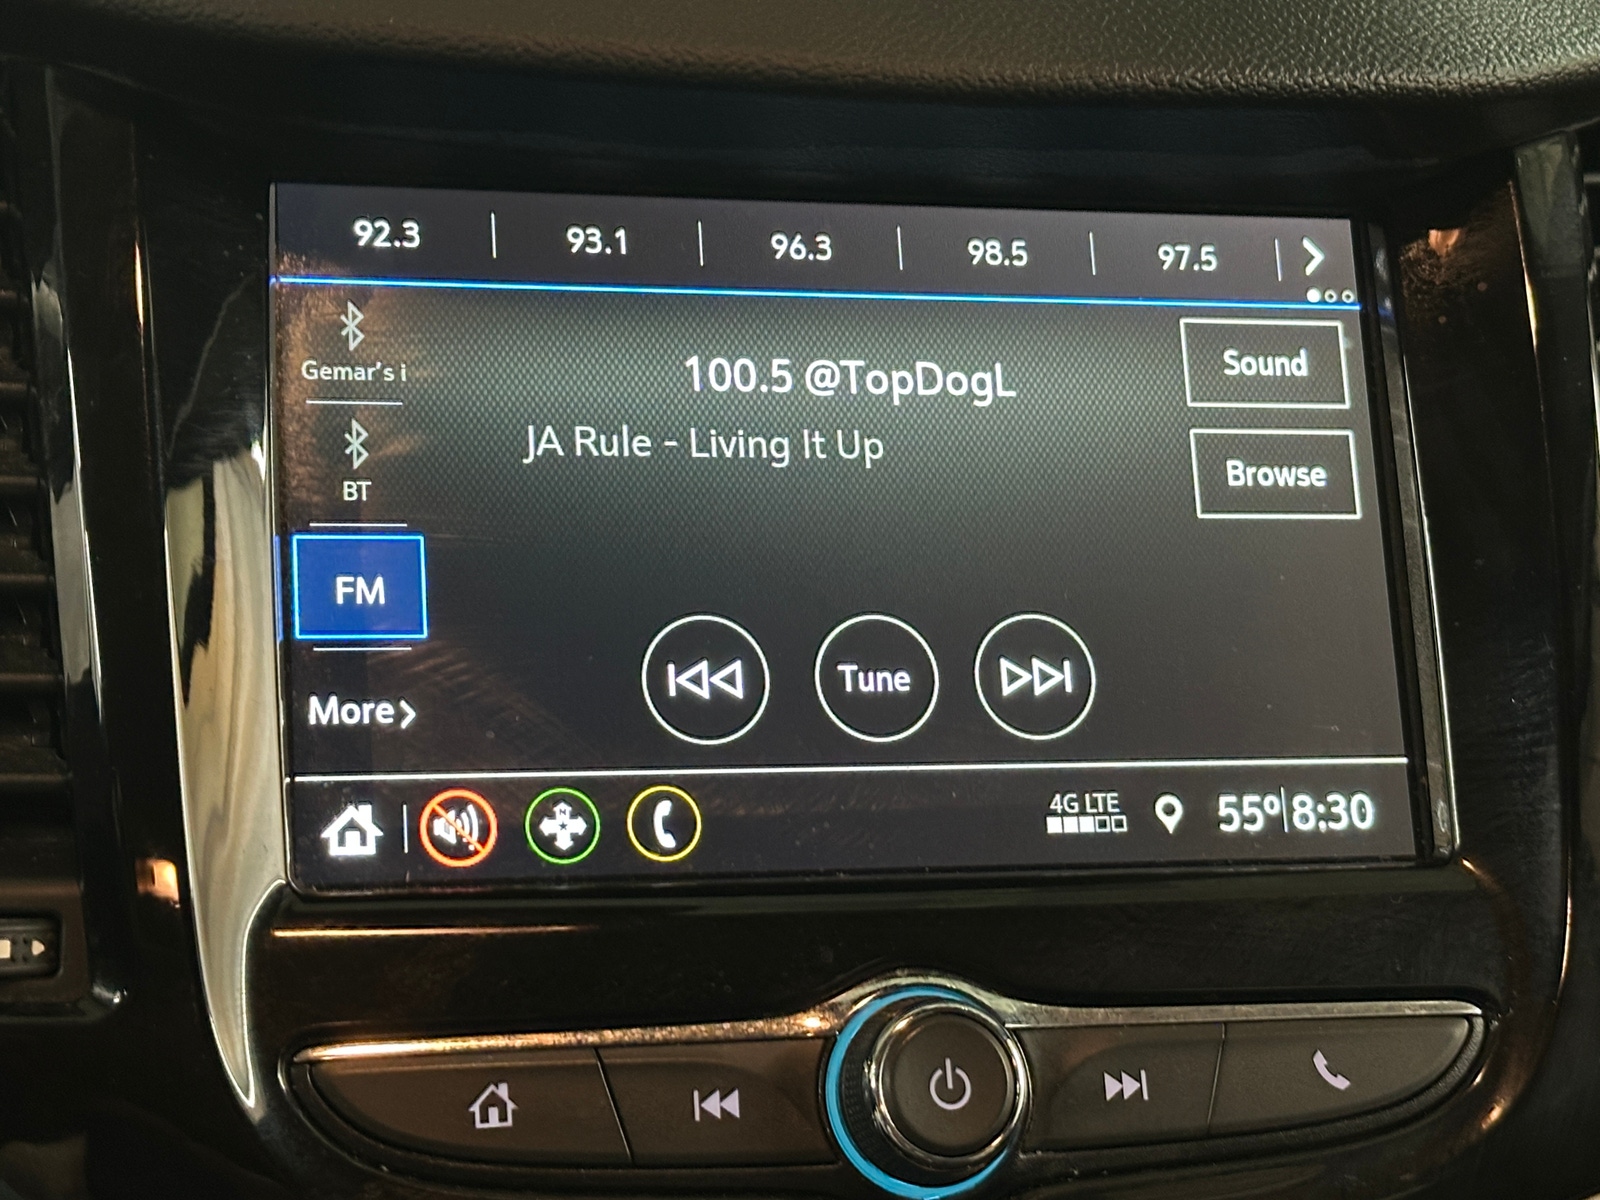 92.3 | 93.1 | 96.3 | 98.5 | 97.5 |
Gemar's i
BT
FM
More
100.5 @TopDogL
JA Rule - Living It Up
Sound
Browse
Tune
4G LTE
55° 8:30